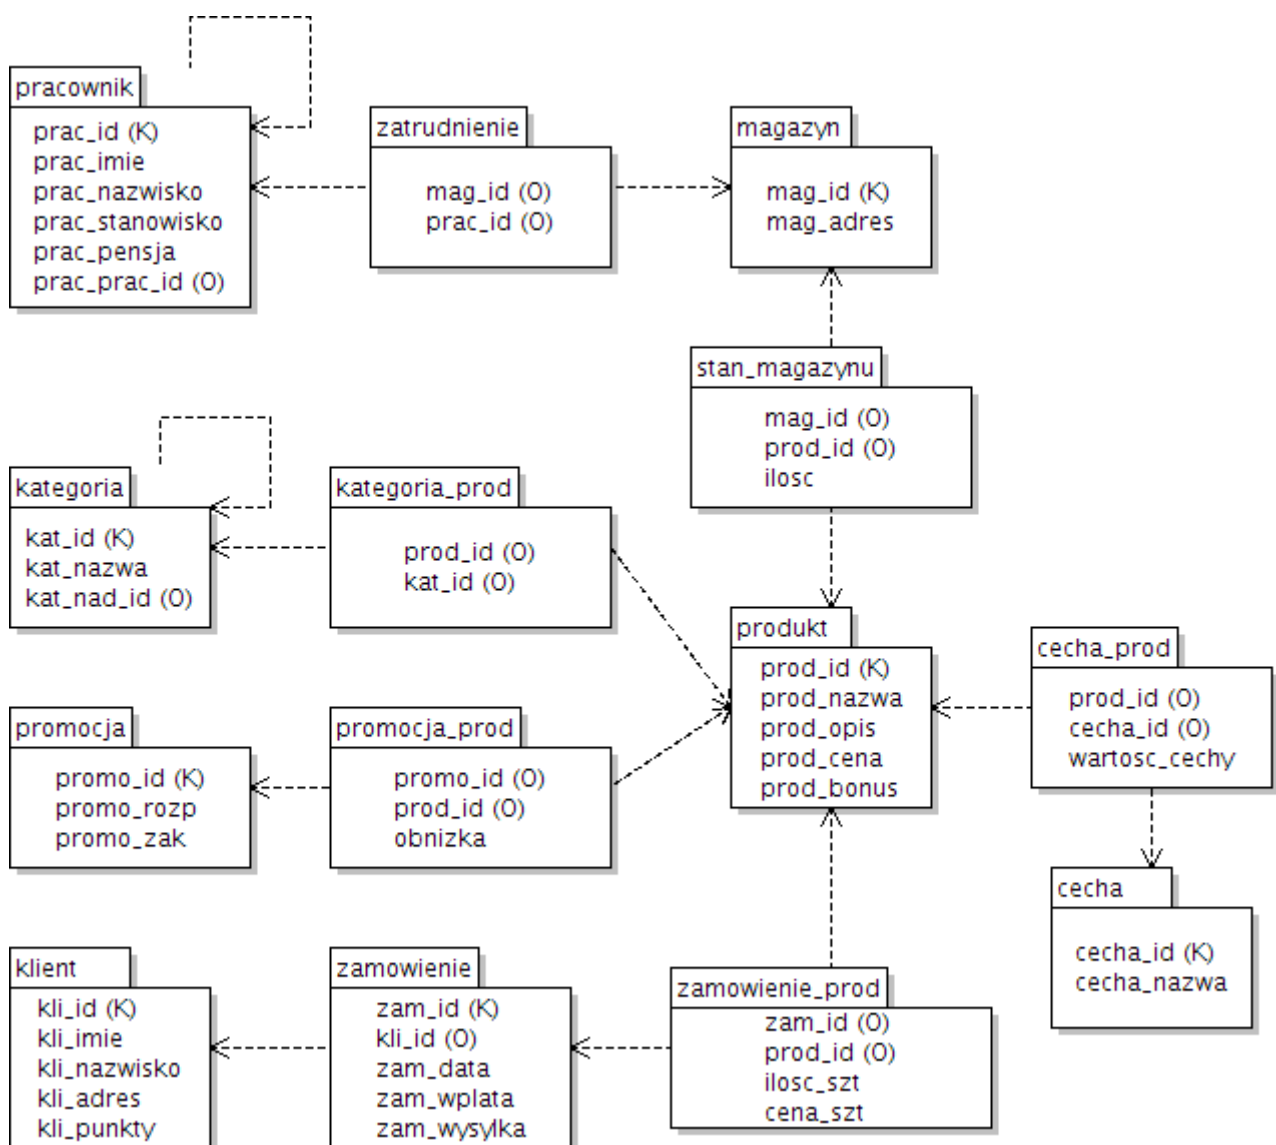 pracownik
prac_id (K)
prac_imie
prac_nazwisko
prac_stanowisko
prac_pensja
prac_prac_id (O)
zatrudnienie
mag_id (O)
prac_id (O)
magazyn
mag_id (K)
mag_adres
stan_magazynu
mag_id (O)
prod_id (O)
ilosc
kategoria
kat_id (K)
kat_nazwa
kat_nad_id (O)
kategoria_prod
prod_id (O)
kat_id (O)
produkt
prod_id (K)
prod_nazwa
prod_opis
prod_cena
prod_bonus
cecha_prod
prod_id (O)
cecha_id (O)
wartosc_cechy
promocja
promo_id (K)
promo_rozp
promo_zak
promocja_prod
promo_id (O)
prod_id (O)
obnizka
cecha
cecha_id (K)
cecha_nazwa
klient
kli_id (K)
kli_imie
kli_nazwisko
kli_adres
kli_punkty
zamowienie
zam_id (K)
kli_id (O)
zam_data
zam_wplata
zam_wysylka
zamowienie_prod
zam_id (O)
prod_id (O)
ilosc_szt
cena_szt